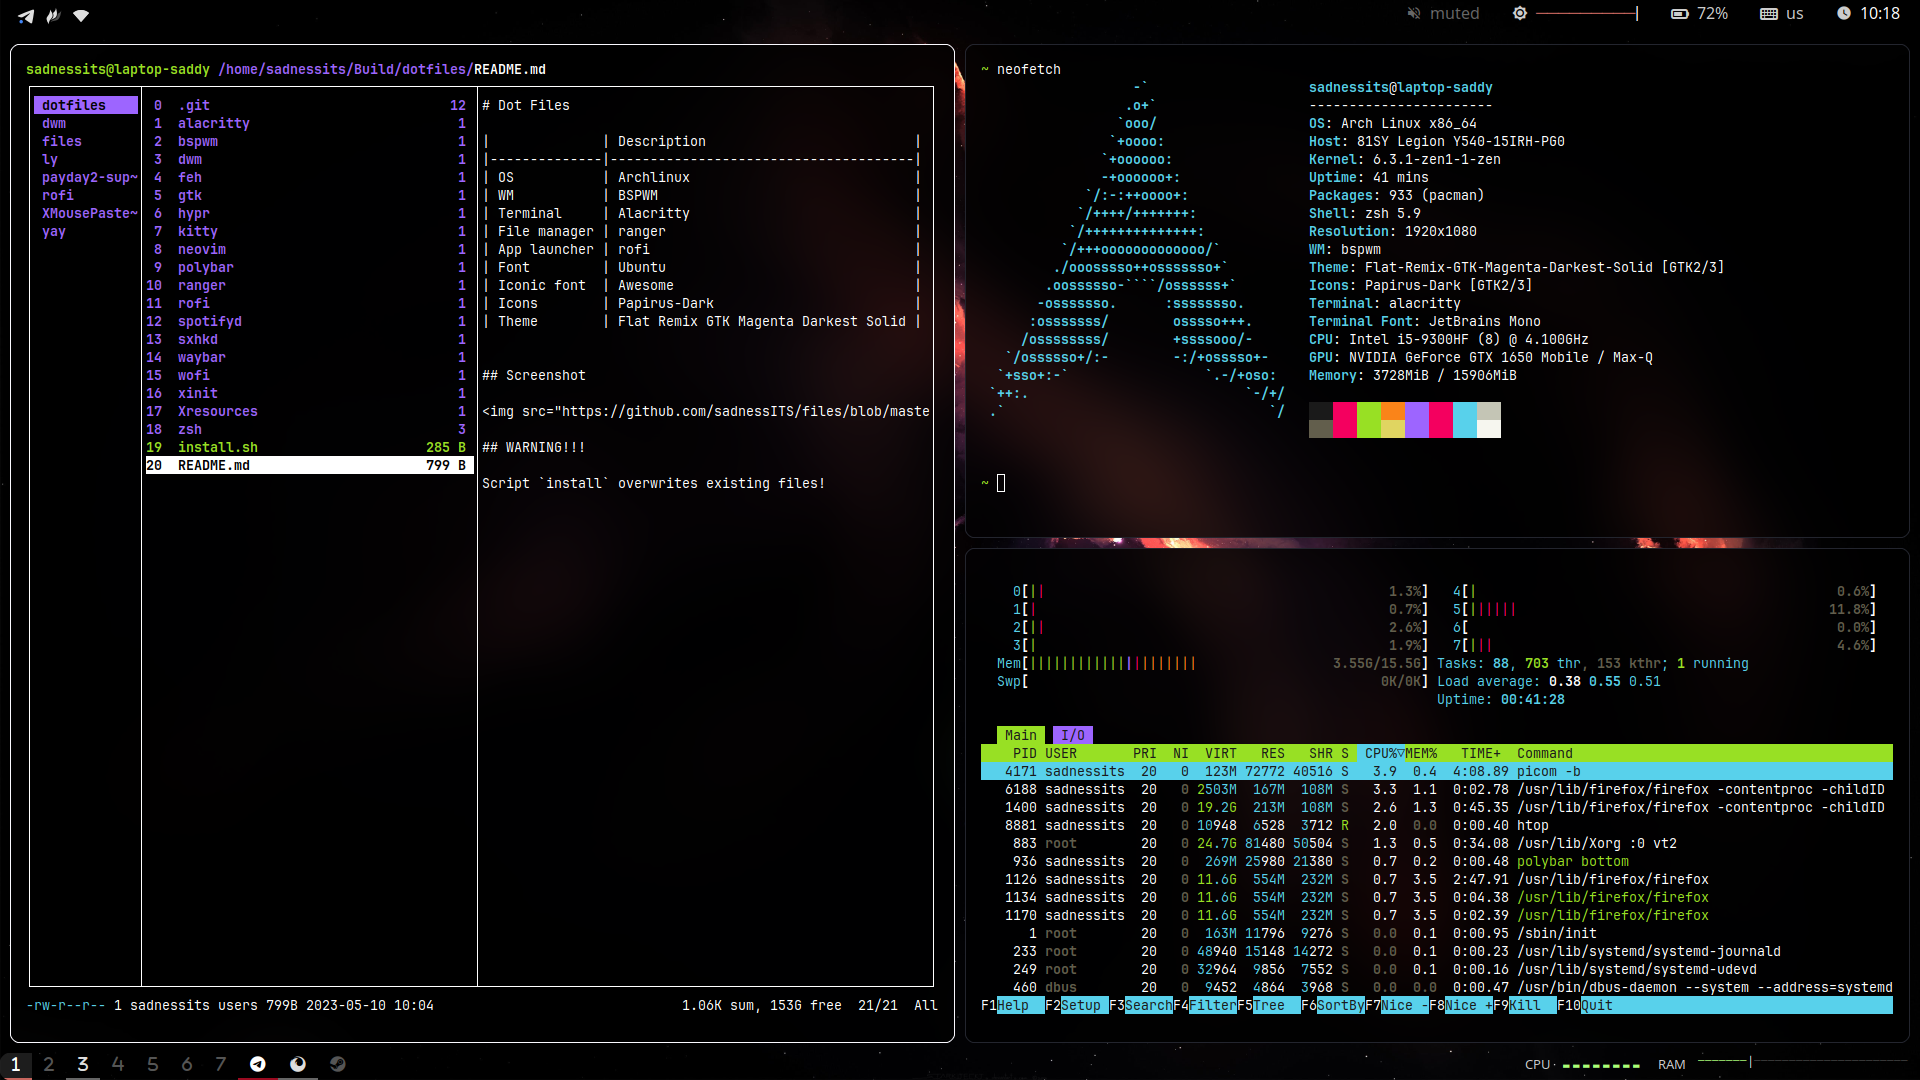 muted 72% us 10:18
sadnessits@laptop-saddy /home/sadnessits/Build/dotfiles/README.md
dotfiles
dwm
files
ly
payday2-sup~
rofi
XMousePaste~
yay
0 .git 12
1 alacritty 1
2 bspwm 1
3 dwm 1
4 feh 1
5 gtk 1
6 hypr 1
7 kitty 1
8 neovim 1
9 polybar 1
10 ranger 1
11 rofi 1
12 spotifyd 1
13 sxhkd 1
14 waybar 1
15 wofi 1
16 xinit 1
17 Xresources 1
18 zsh 3
19 install.sh 285 B
20 README.md 799 B
# Dot Files
| | Description |
|--------------|--------------------------------------|
| OS | Archlinux |
| WM | BSPWM |
| Terminal | Alacritty |
| File manager | ranger |
| App launcher | rofi |
| Font | Ubuntu |
| Iconic font | Awesome |
| Icons | Papirus-Dark |
| Theme | Flat Remix GTK Magenta Darkest Solid |
## Screenshot
<img src="https://github.com/sadnessITS/files/blob/maste
## WARNING!!!
Script `install` overwrites existing files!
-rw-r--r-- 1 sadnessits users 799B 2023-05-10 10:04 1.06K sum, 153G free 21/21 All
~ neofetch
-`
.o+`
`ooo/
`+oooo:
`+oooooo:
-+oooooo+:
`/:-:++oooo+:
`/++++/+++++++:
`/++++++++++++++:
`/+++ooooooooooooo/`
./ooosssso++osssssso+`
.oossssso-````/ossssss+`
-osssssso. :ssssssso.
:osssssss/ osssso+++.
/ossssssss/ +ssssooo/-
`/ossssso+/:- -:/+osssso+-
`+sso+:-` `.-/+oso:
`++:. `-/+/
.` `/
sadnessits@laptop-saddy
-----------------------
OS: Arch Linux x86_64
Host: 81SY Legion Y540-15IRH-PG0
Kernel: 6.3.1-zen1-1-zen
Uptime: 41 mins
Packages: 933 (pacman)
Shell: zsh 5.9
Resolution: 1920x1080
WM: bspwm
Theme: Flat-Remix-GTK-Magenta-Darkest-Solid [GTK2/3]
Icons: Papirus-Dark [GTK2/3]
Terminal: alacritty
Terminal Font: JetBrains Mono
CPU: Intel i5-9300HF (8) @ 4.100GHz
GPU: NVIDIA GeForce GTX 1650 Mobile / Max-Q
Memory: 3728MiB / 15906MiB
~
0[|| 1.3%] 4[| 0.6%]
1[| 0.7%] 5[|||||| 11.8%]
2[|| 2.6%] 6[ 0.0%]
3[| 1.9%] 7[||| 4.6%]
Mem[||||||||||||||||||||| 3.55G/15.5G] Tasks: 88, 703 thr, 153 kthr; 1 running
Swp[ 0K/0K] Load average: 0.38 0.55 0.51
Uptime: 00:41:28
Main I/O
PID USER PRI NI VIRT RES SHR S CPU%▽MEM% TIME+ Command
4171 sadnessits 20 0 123M 72772 40516 S 3.9 0.4 4:08.89 picom -b
6188 sadnessits 20 0 2503M 167M 108M S 3.3 1.1 0:02.78 /usr/lib/firefox/firefox -contentproc -childID
1400 sadnessits 20 0 19.2G 213M 108M S 2.6 1.3 0:45.35 /usr/lib/firefox/firefox -contentproc -childID
8881 sadnessits 20 0 10948 6528 3712 R 2.0 0.0 0:00.40 htop
883 root 20 0 24.7G 81480 50504 S 1.3 0.5 0:34.08 /usr/lib/Xorg :0 vt2
936 sadnessits 20 0 269M 25980 21380 S 0.7 0.2 0:00.48 polybar bottom
1126 sadnessits 20 0 11.6G 554M 232M S 0.7 3.5 2:47.91 /usr/lib/firefox/firefox
1134 sadnessits 20 0 11.6G 554M 232M S 0.7 3.5 0:04.38 /usr/lib/firefox/firefox
1170 sadnessits 20 0 11.6G 554M 232M S 0.7 3.5 0:02.39 /usr/lib/firefox/firefox
1 root 20 0 163M 11796 9276 S 0.0 0.1 0:00.95 /sbin/init
233 root 20 0 48940 15148 14272 S 0.0 0.1 0:00.23 /usr/lib/systemd/systemd-journald
249 root 20 0 32964 9856 7552 S 0.0 0.1 0:00.16 /usr/lib/systemd/systemd-udevd
460 dbus 20 0 9452 4864 3968 S 0.0 0.0 0:00.47 /usr/bin/dbus-daemon --system --address=systemd
F1Help F2Setup F3SearchF4FilterF5Tree F6SortByF7Nice -F8Nice +F9Kill F10Quit
1 2 3 4 5 6 7 CPU RAM